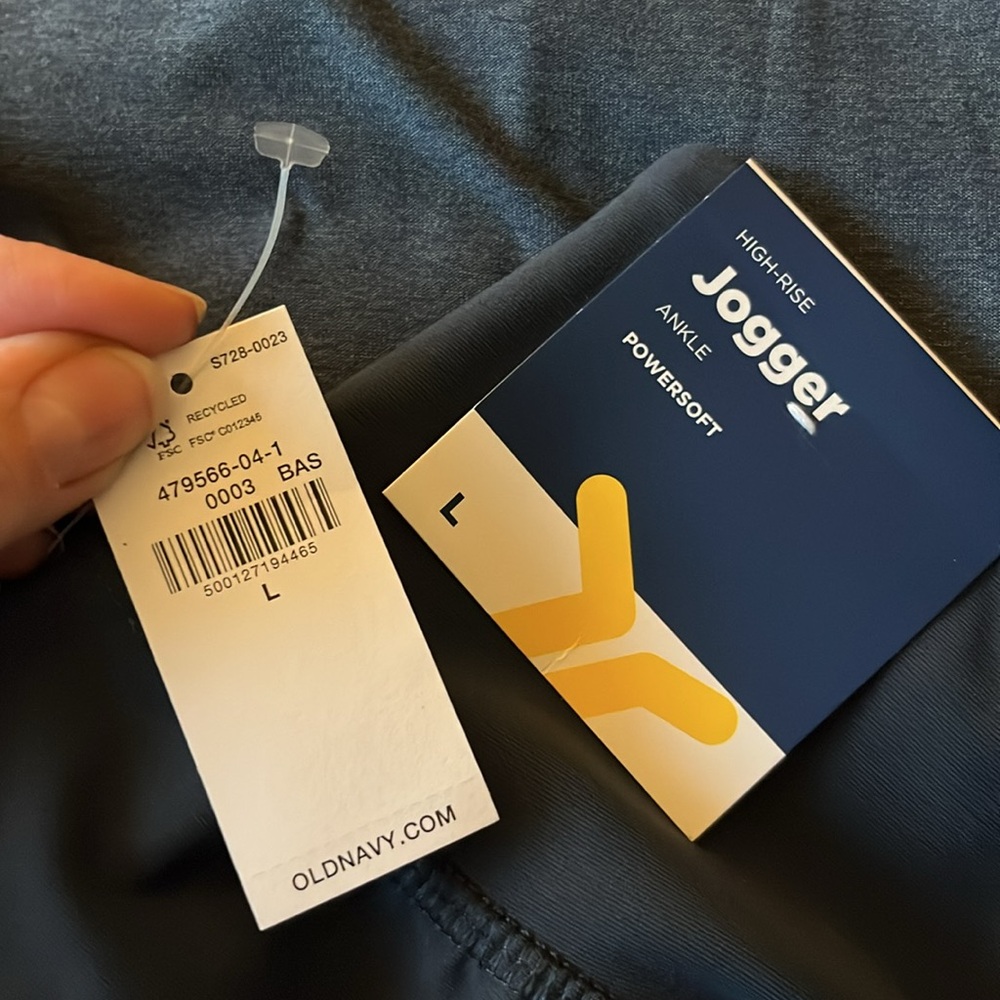 S728-0023
RECYCLED
FSC® C012345
FSC
479566-04-1
0003 BAS
500127194465
L
OLDNAVY.COM
HIGH-RISE
Jogger
ANKLE
POWERSOFT
L